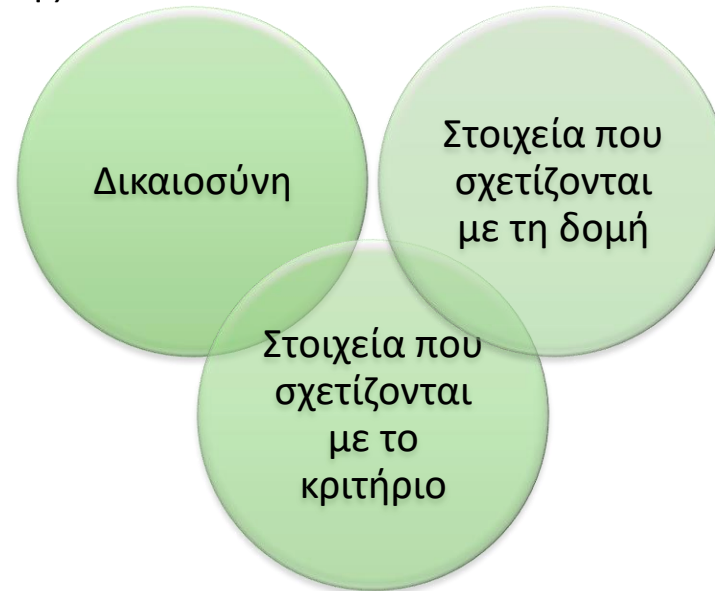 Δικαιοσύνη
Στοιχεία που
σχετίζονται
με τη δομή
Στοιχεία που
σχετίζονται
με το
κριτήριο